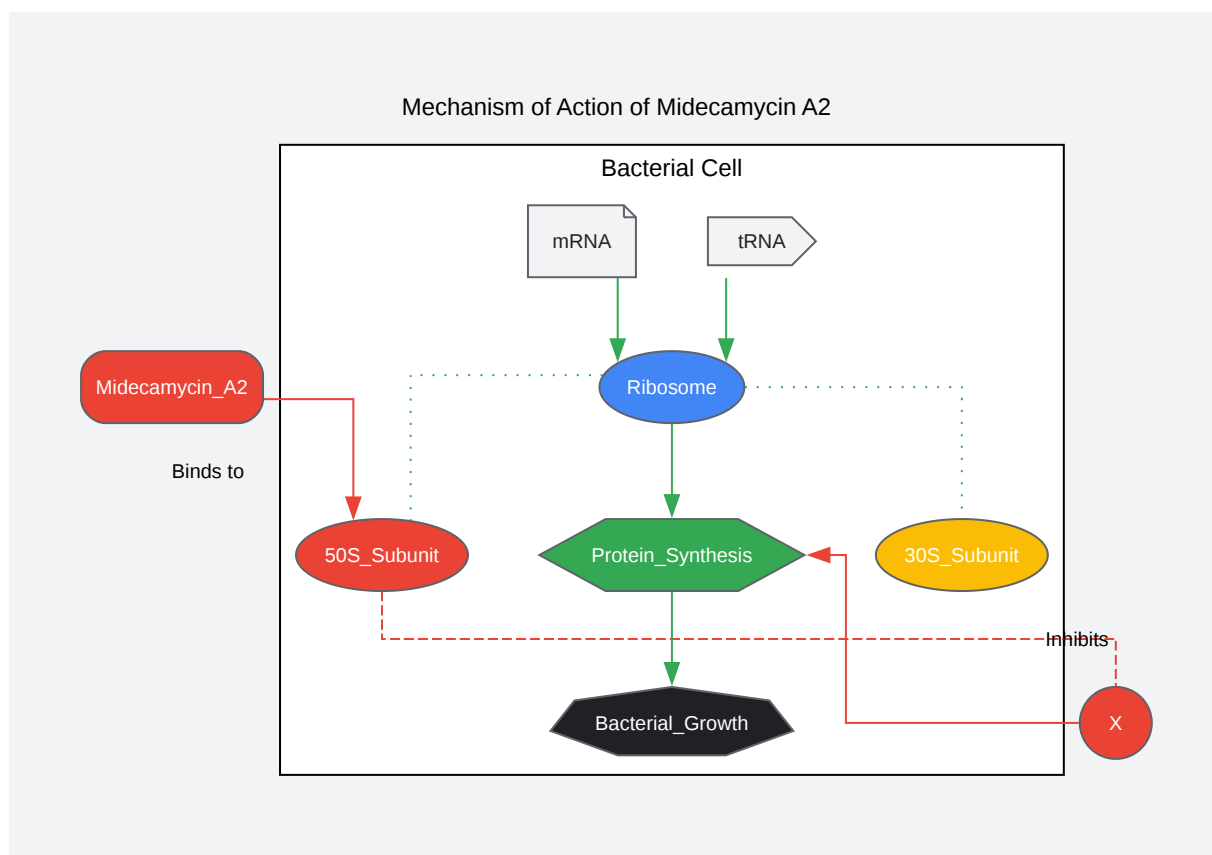 Mechanism of Action of Midecamycin A2
Bacterial Cell
mRNA
tRNA
Midecamycin_A2
Ribosome
Binds to
50S_Subunit
Protein_Synthesis
30S_Subunit
Inhibits
Bacterial_Growth
X